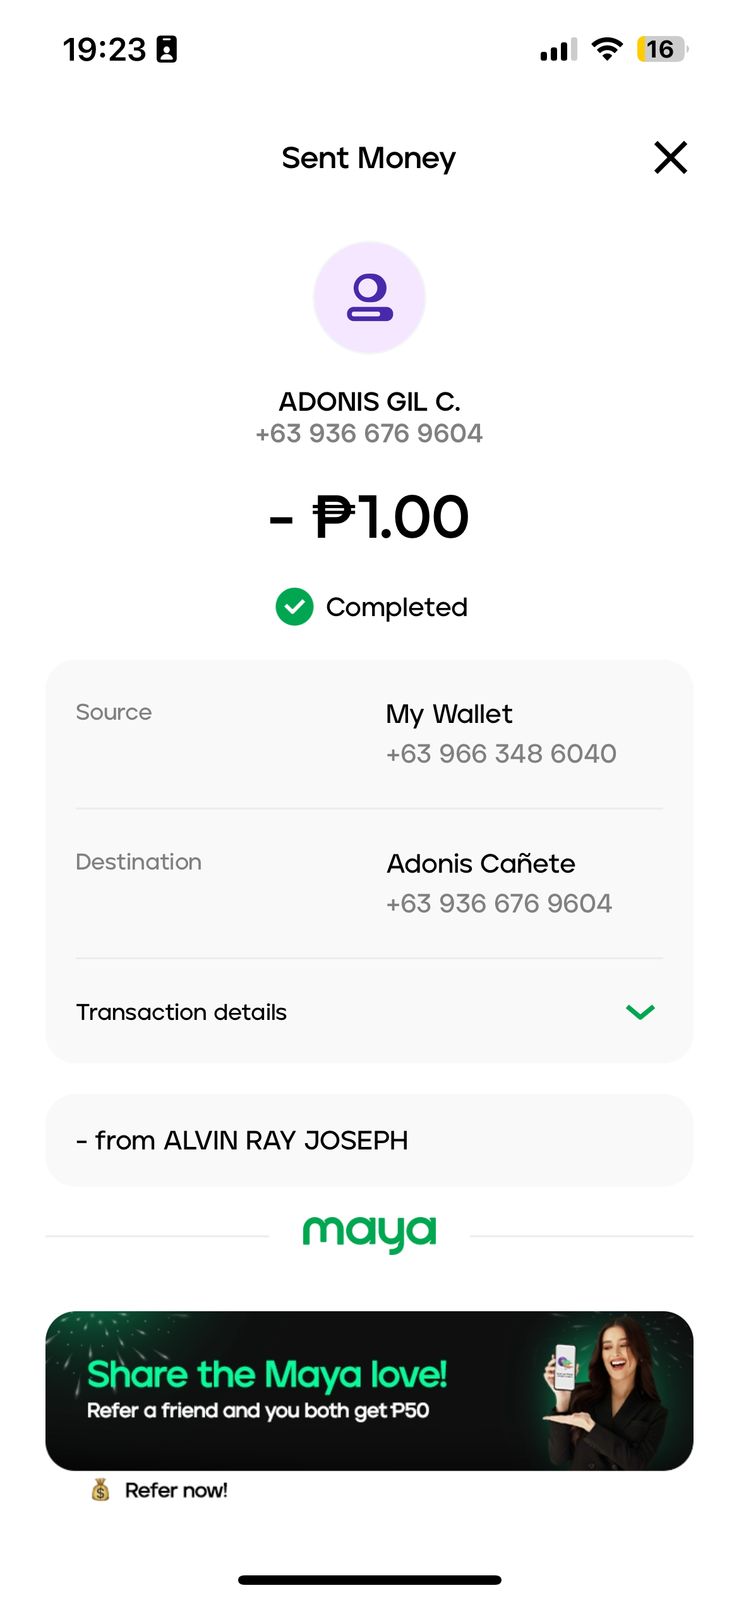 19:23
16
Sent Money
ADONIS GIL C.
+63 936 676 9604
- ₱1.00
Completed
Source
My Wallet
+63 966 348 6040
Destination
Adonis Cañete
+63 936 676 9604
Transaction details
- from ALVIN RAY JOSEPH
maya
Share the Maya love!
Refer a friend and you both get ₱50
Refer now!